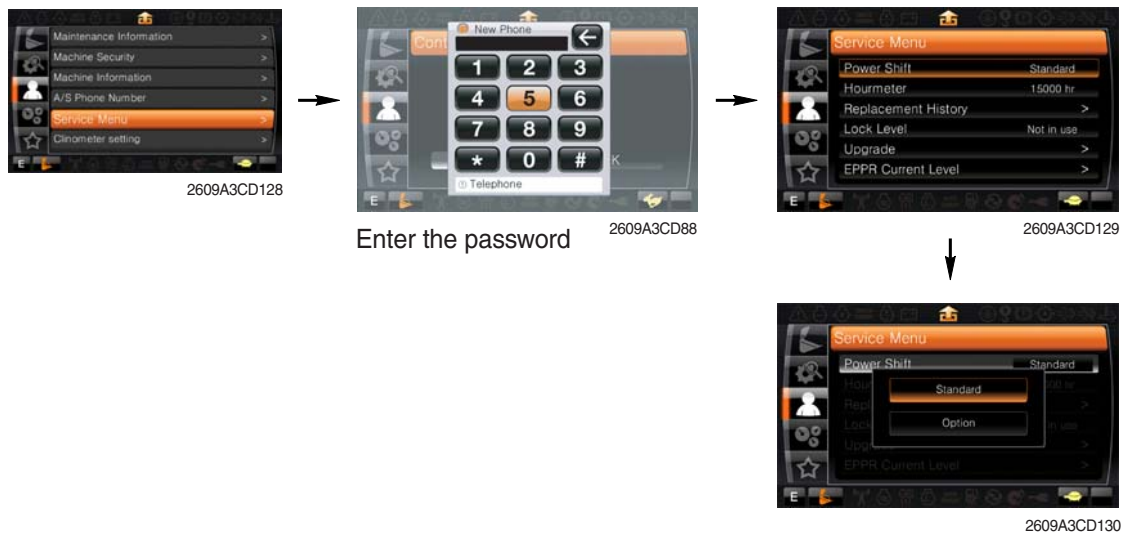 Maintenance Information >
Machine Security >
Machine Information >
A/S Phone Number >
Service Menu >
Clinometer setting >
E
2609A3CD128
New Phone
Cont
1 2 3
4 5 6
7 8 9
* 0 #
K
Telephone
E
Enter the password
2609A3CD88
Service Menu
Power Shift Standard
Hourmeter 15000 hr
Replacement History >
Lock Level Not in use
Upgrade >
EPPR Current Level >
E
2609A3CD129
Service Menu
Power Shift Standard
Standard
Option
EPPR Current Level >
E
2609A3CD130